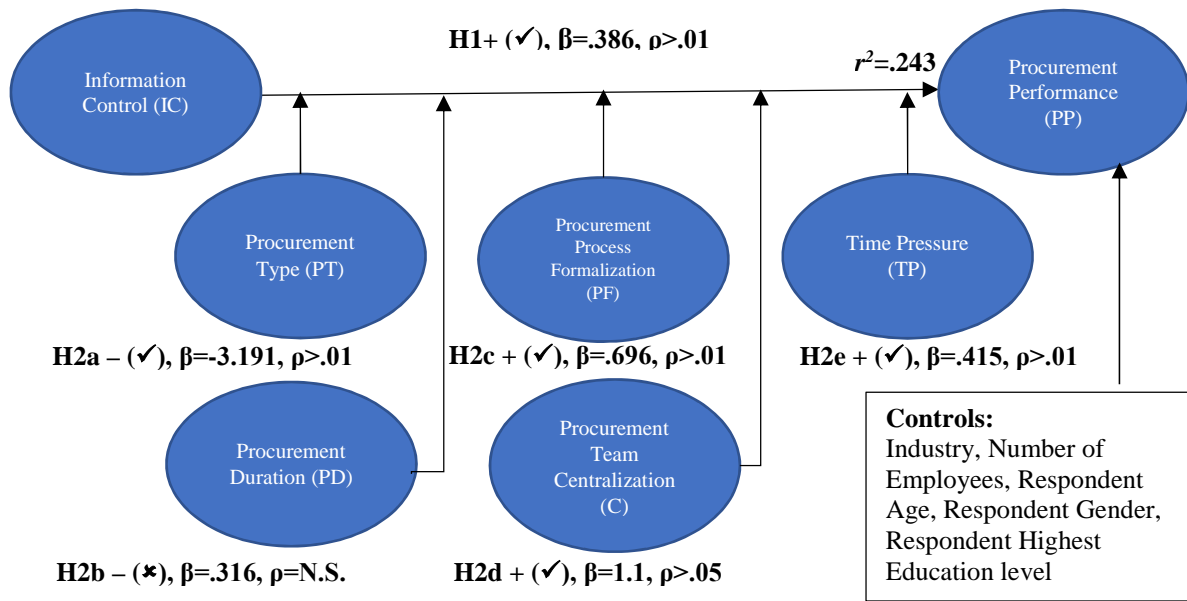 H1+ (✓), β=.386, ρ>.01
Information
Control (IC)
r²=.243
Procurement
Performance
(PP)
Procurement
Type (PT)
Procurement
Process
Formalization
(PF)
Time Pressure
(TP)
H2a – (✓), β=-3.191, ρ>.01
H2c + (✓), β=.696, ρ>.01
H2e + (✓), β=.415, ρ>.01
Procurement
Duration (PD)
Procurement
Team
Centralization
(C)
Controls:
Industry, Number of
Employees, Respondent
Age, Respondent Gender,
Respondent Highest
Education level
H2b – (✖), β=.316, ρ=N.S.
H2d + (✓), β=1.1, ρ>.05